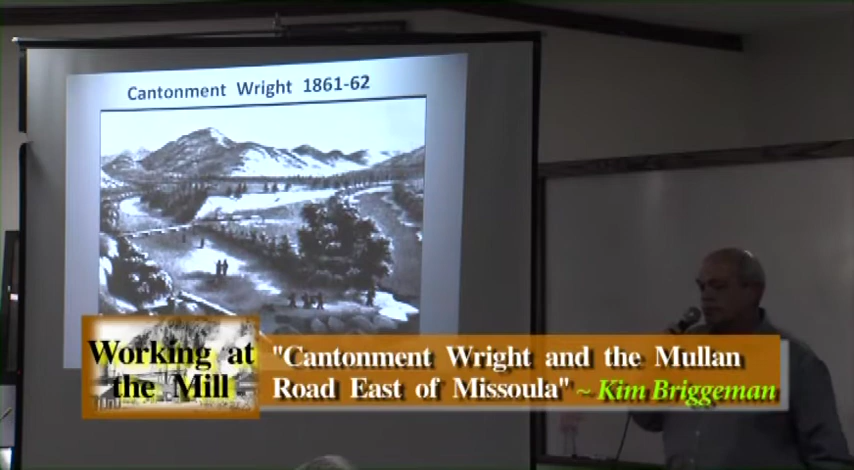 Cantonment Wright 1861-62
Working at
the Mill
"Cantonment Wright and the Mullan
Road East of Missoula" ~ Kim Briggeman